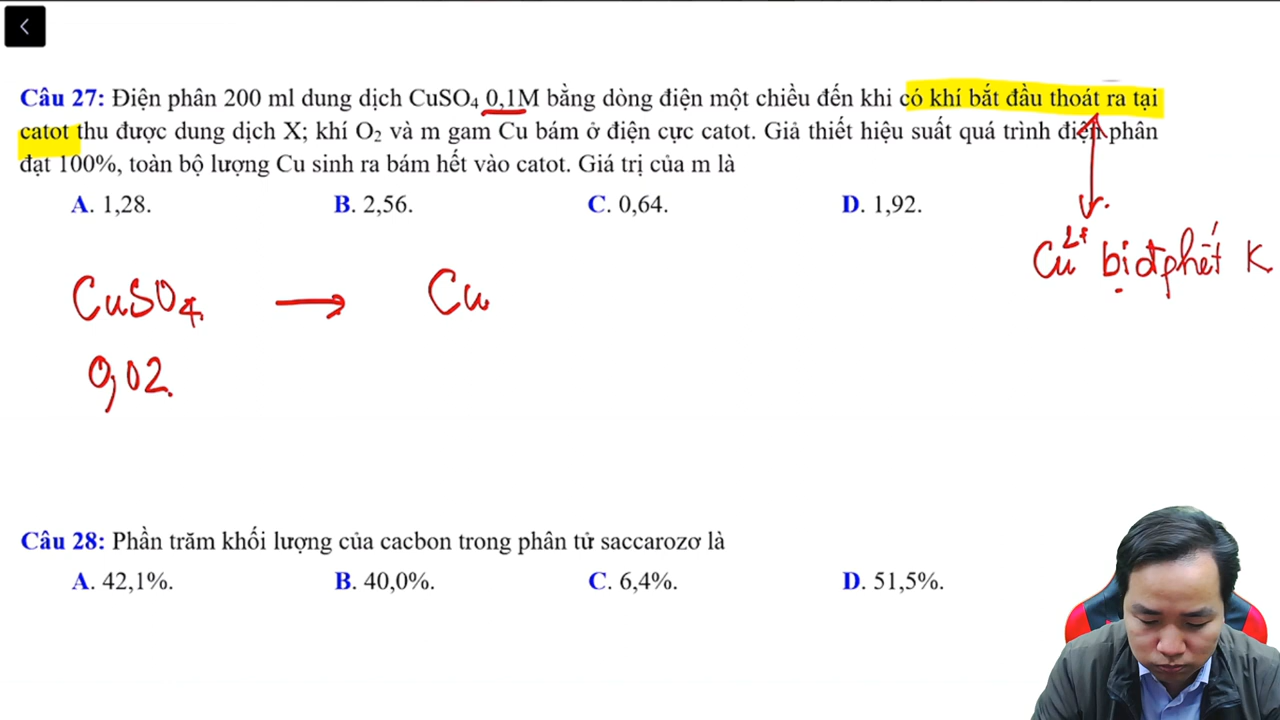 Câu 27: Điện phân 200 ml dung dịch CuSO₄ 0,1M bằng dòng điện một chiều đến khi có khí bắt đầu thoát ra tại
catot thu được dung dịch X; khí O₂ và m gam Cu bám ở điện cực catot. Giả thiết hiệu suất quá trình điện phân
đạt 100%, toàn bộ lượng Cu sinh ra bám hết vào catot. Giá trị của m là
A. 1,28. B. 2,56. C. 0,64. D. 1,92.
Cu²⁺ bị đp hết K
CuSO₄ → Cu
0,02
Câu 28: Phần trăm khối lượng của cacbon trong phân tử saccarozơ là
A. 42,1%. B. 40,0%. C. 6,4%. D. 51,5%.